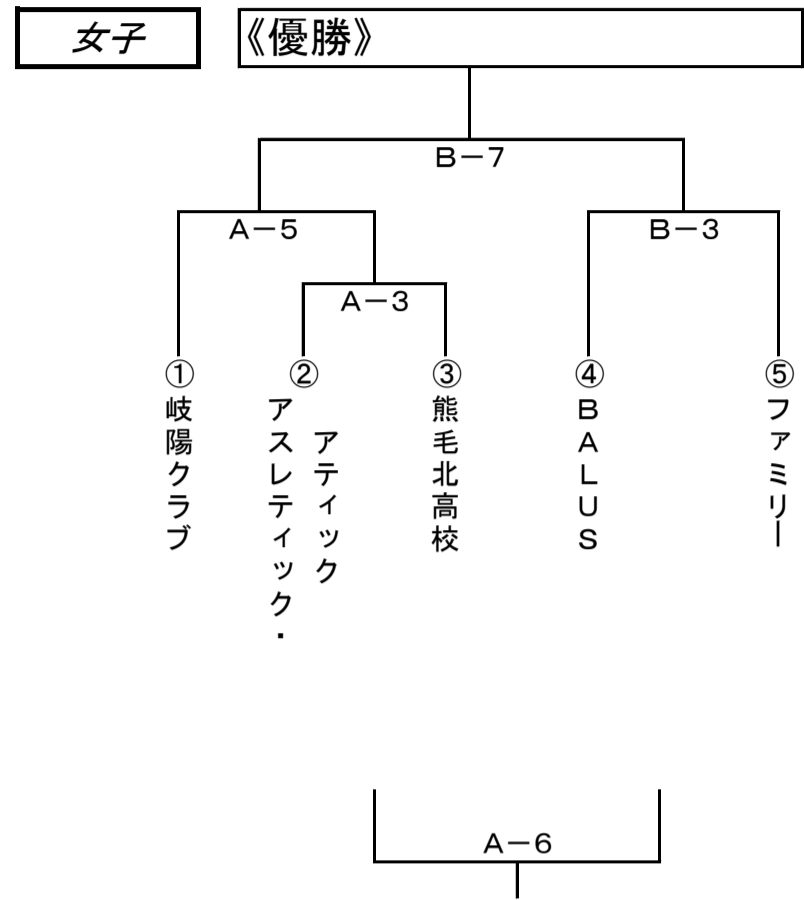 女子
《優勝》
B－7
A－5
B－3
A－3
①
②
③
④
⑤
岐陽クラブ
アスレティック・
アティック
熊毛北高校
BALUS
ファミリー
A－6